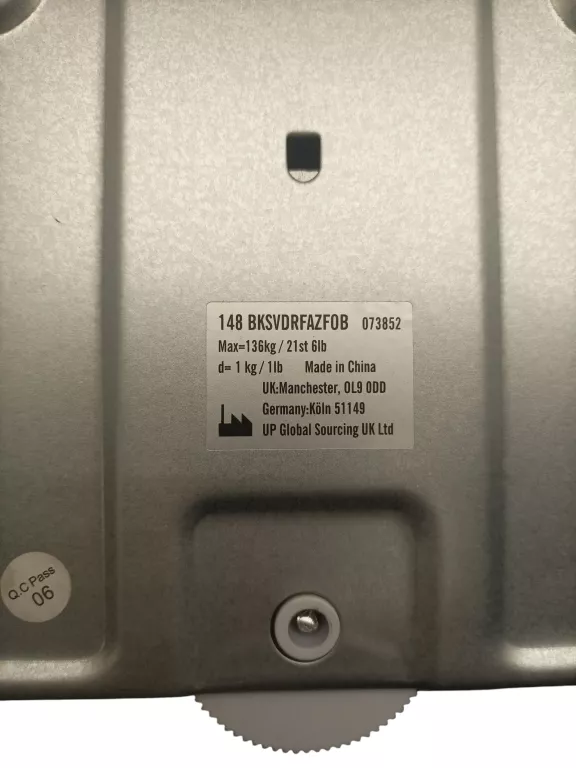 148 BKSVDRFAZFOB 073852
Max=136kg / 21st 6lb
d= 1 kg / 1lb Made in China
UK:Manchester, OL9 0DD
Germany:Köln 51149
UP Global Sourcing UK Ltd
Q.C Pass
06